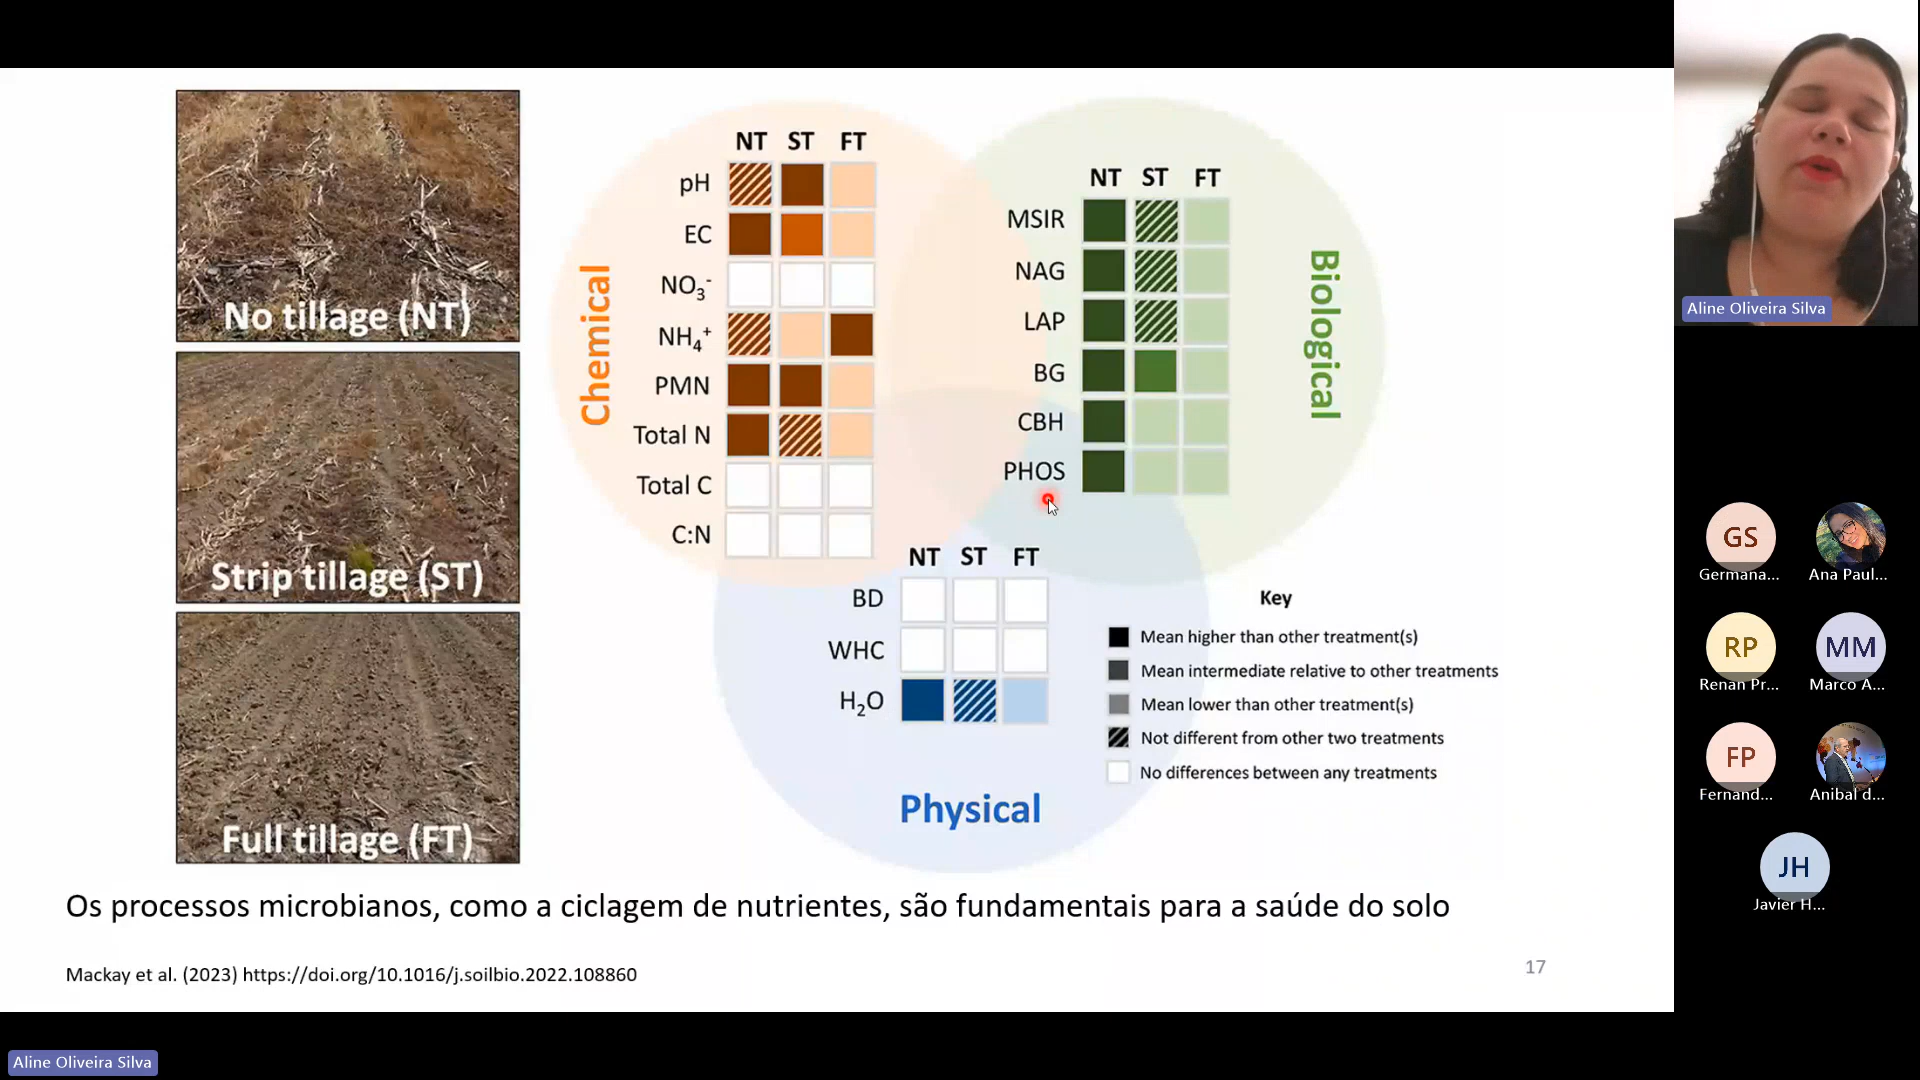 No tillage (NT)
Strip tillage (ST)
Full tillage (FT)
Chemical
NT ST FT
pH
EC
NO₃⁻
NH₄⁺
PMN
Total N
Total C
C:N
NT ST FT
MSIR
NAG
LAP
BG
CBH
PHOS
Biological
NT ST FT
BD
WHC
H₂O
Physical
Key
Mean higher than other treatment(s)
Mean intermediate relative to other treatments
Mean lower than other treatment(s)
Not different from other two treatments
No differences between any treatments
Os processos microbianos, como a ciclagem de nutrientes, são fundamentais para a saúde do solo
Mackay et al. (2023) https://doi.org/10.1016/j.soilbio.2022.108860
17
Aline Oliveira Silva
GS
Germana...
Ana Paul...
RP
Renan Pr...
MM
Marco A...
FP
Fernand...
Anibal d...
JH
Javier H...
Aline Oliveira Silva